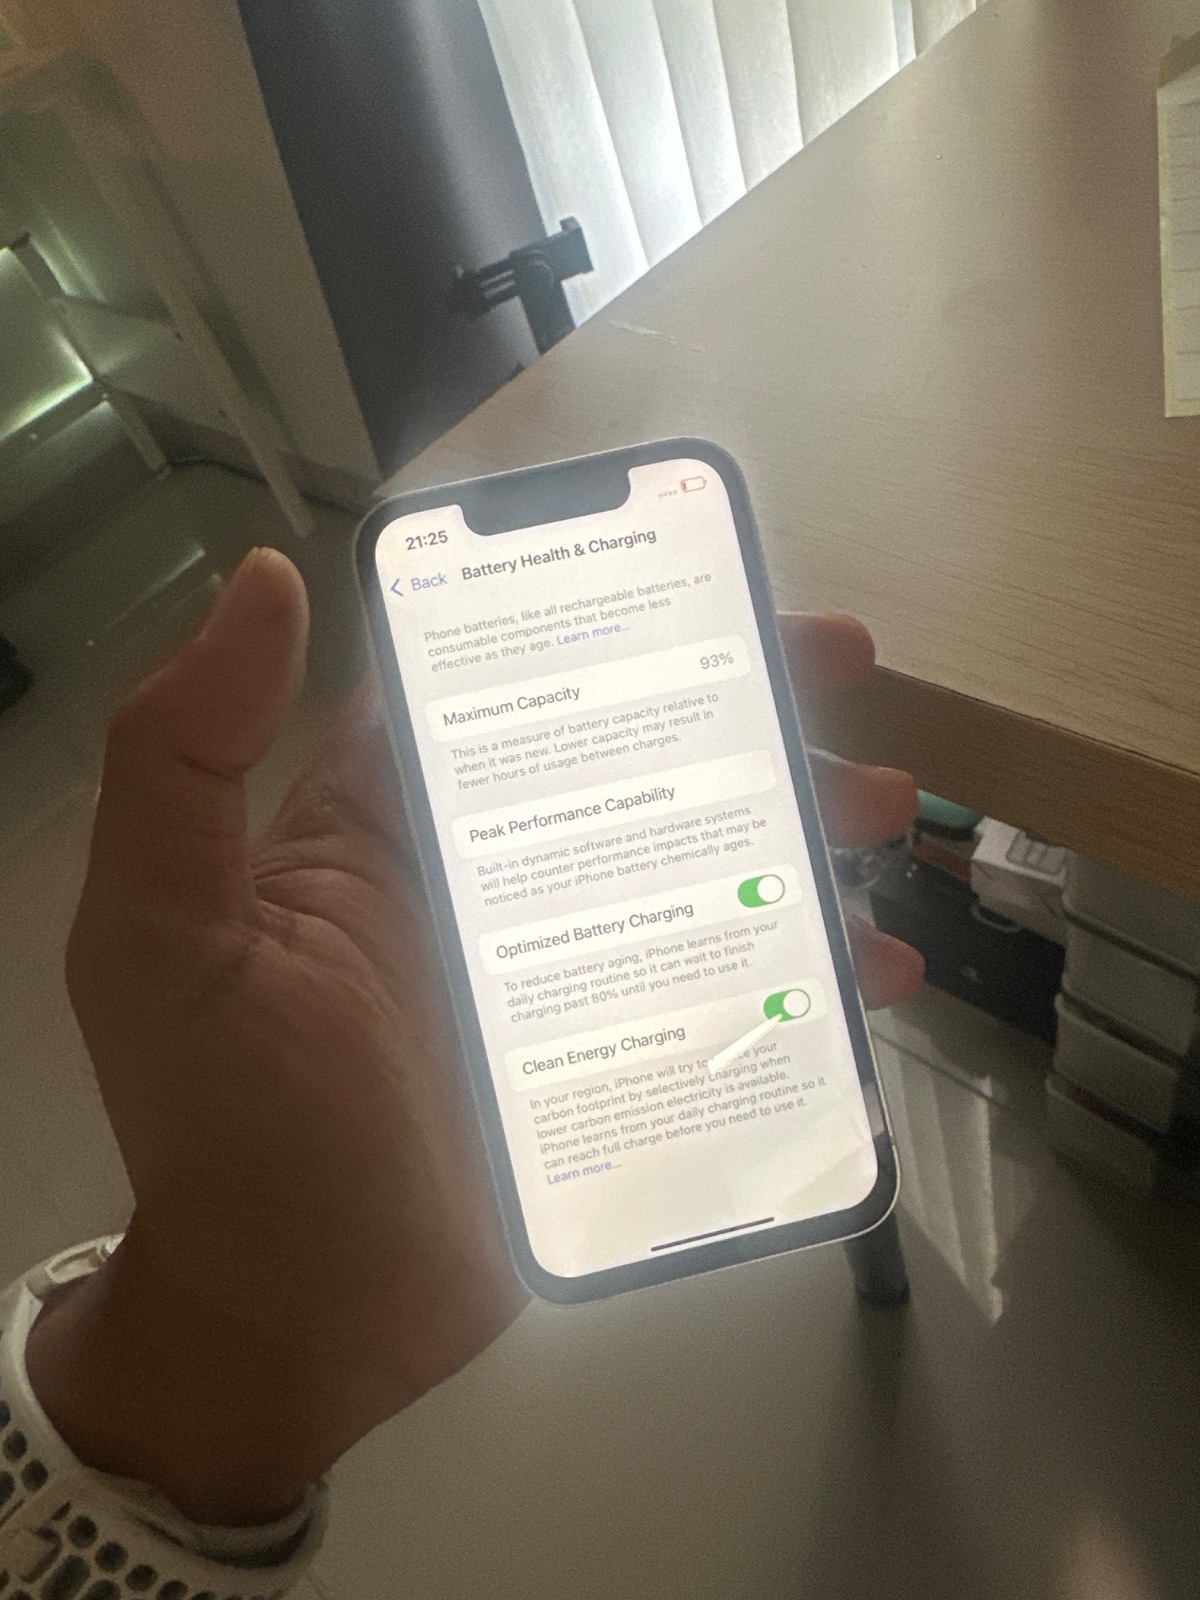 21:25
Back Battery Health & Charging
Phone batteries, like all rechargeable batteries, are
consumable components that become less
effective as they age. Learn more...
Maximum Capacity 93%
This is a measure of battery capacity relative to
when it was new. Lower capacity may result in
fewer hours of usage between charges.
Peak Performance Capability
Built-in dynamic software and hardware systems
will help counter performance impacts that may be
noticed as your iPhone battery chemically ages.
Optimized Battery Charging
To reduce battery aging, iPhone learns from your
daily charging routine so it can wait to finish
charging past 80% until you need to use it.
Clean Energy Charging
In your region, iPhone will try to your
carbon footprint by selectively charging when
lower carbon emission electricity is available.
iPhone learns from your daily charging routine so it
can reach full charge before you need to use it.
Learn more...